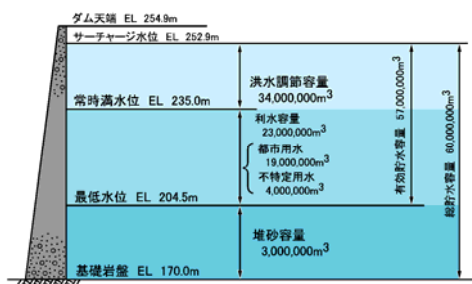 ダム天端 EL 254.9m
サーチャージ水位 EL 252.9m
洪水調節容量
34,000,000m³
常時満水位 EL 235.0m
利水容量
23,000,000m³
都市用水
19,000,000m³
不特定用水
4,000,000m³
最低水位 EL 204.5m
堆砂容量
3,000,000m³
基礎岩盤 EL 170.0m
有効貯水容量 57,000,000m³
総貯水容量 60,000,000m³